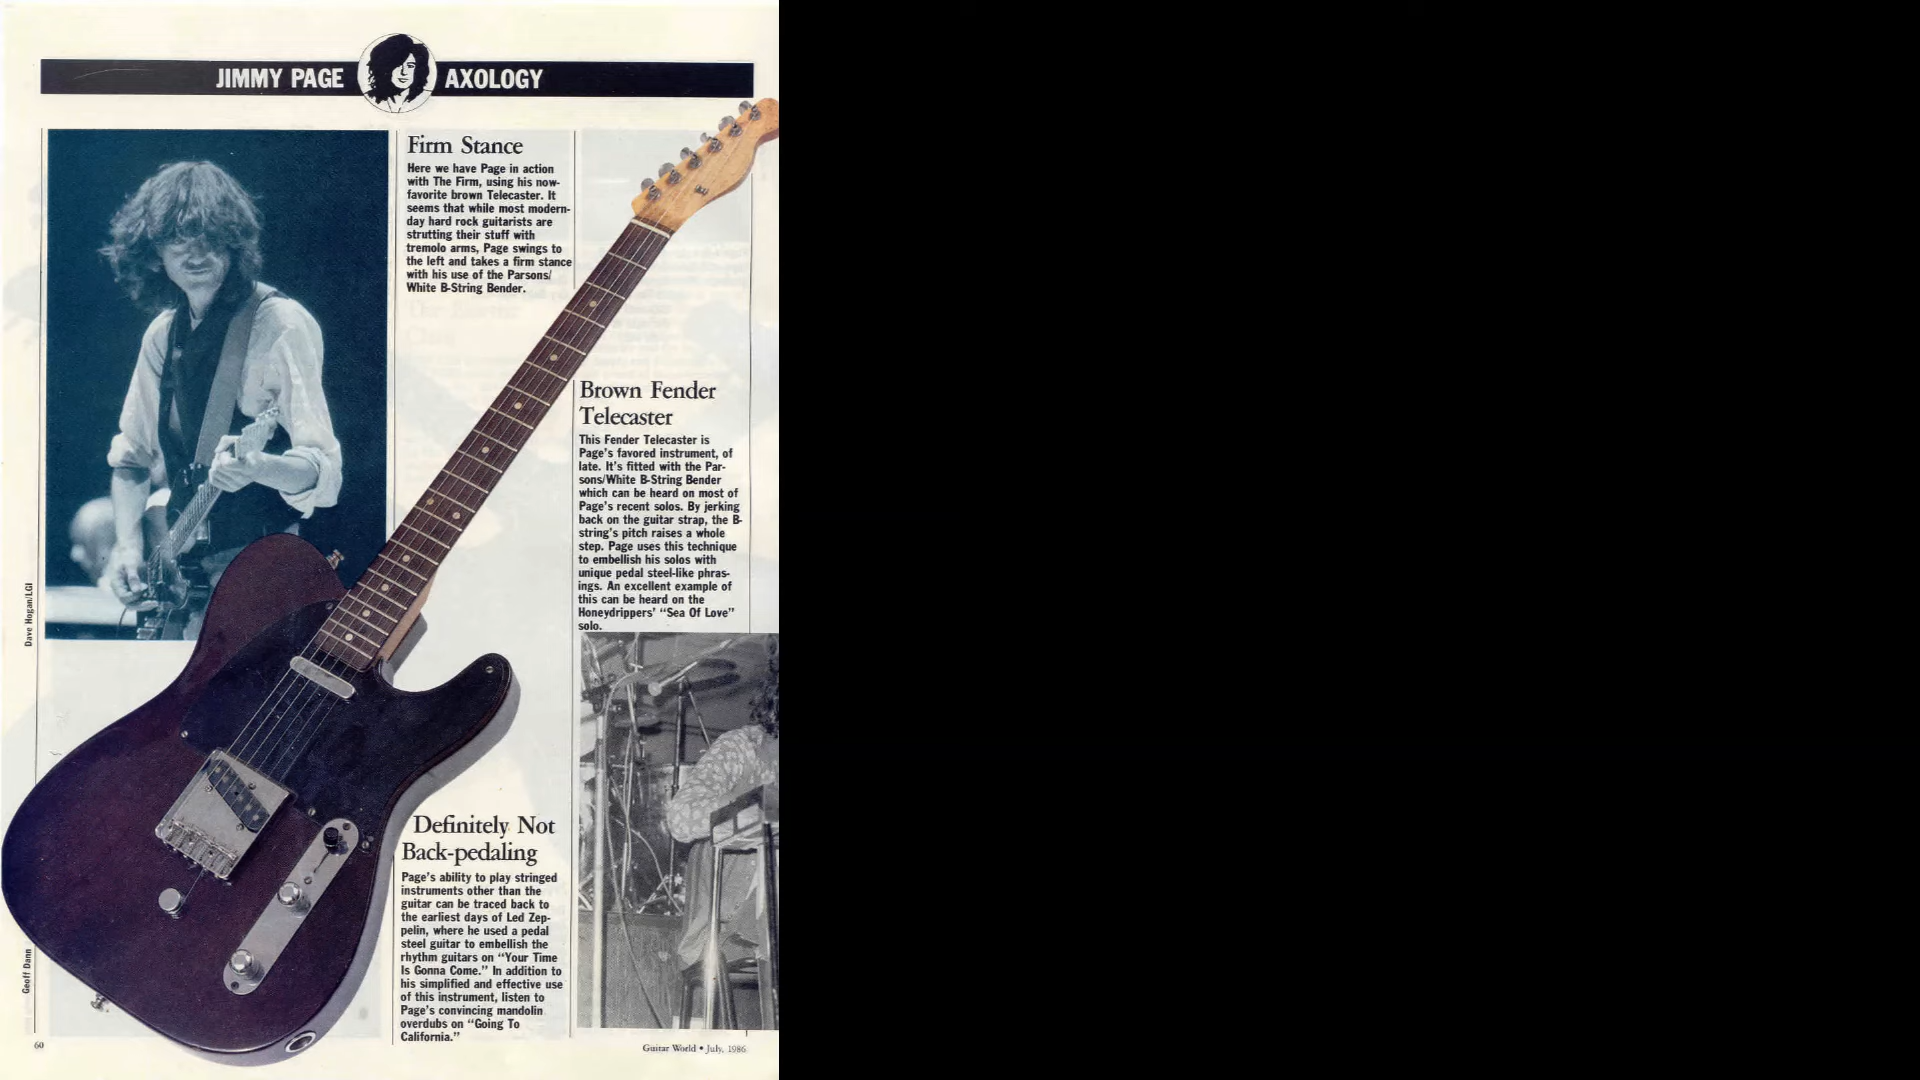 JIMMY PAGE AXOLOGY
Firm Stance
Here we have Page in action
with The Firm, using his now-
favorite brown Telecaster. It
seems that while most modern-
day hard rock guitarists are
strutting their stuff with
tremolo arms, Page swings to
the left and takes a firm stance
with his use of the Parsons/
White B-String Bender.
Brown Fender
Telecaster
This Fender Telecaster is
Page's favored instrument, of
late. It's fitted with the Par-
sons/White B-String Bender
which can be heard on most of
Page's recent solos. By jerking
back on the guitar strap, the B-
string's pitch raises a whole
step. Page uses this technique
to embellish his solos with
unique pedal steel-like phras-
ings. An excellent example of
this can be heard on the
Honeydrippers' "Sea Of Love"
solo.
Dave Hogan/LGI
Definitely Not
Back-pedaling
Page's ability to play stringed
instruments other than the
guitar can be traced back to
the earliest days of Led Zep-
pelin, where he used a pedal
steel guitar to embellish the
rhythm guitars on "Your Time
Is Gonna Come." In addition to
his simplified and effective use
of this instrument, listen to
Page's convincing mandolin
overdubs on "Going To
California."
Geoff Dann
60
Guitar World • July, 1986